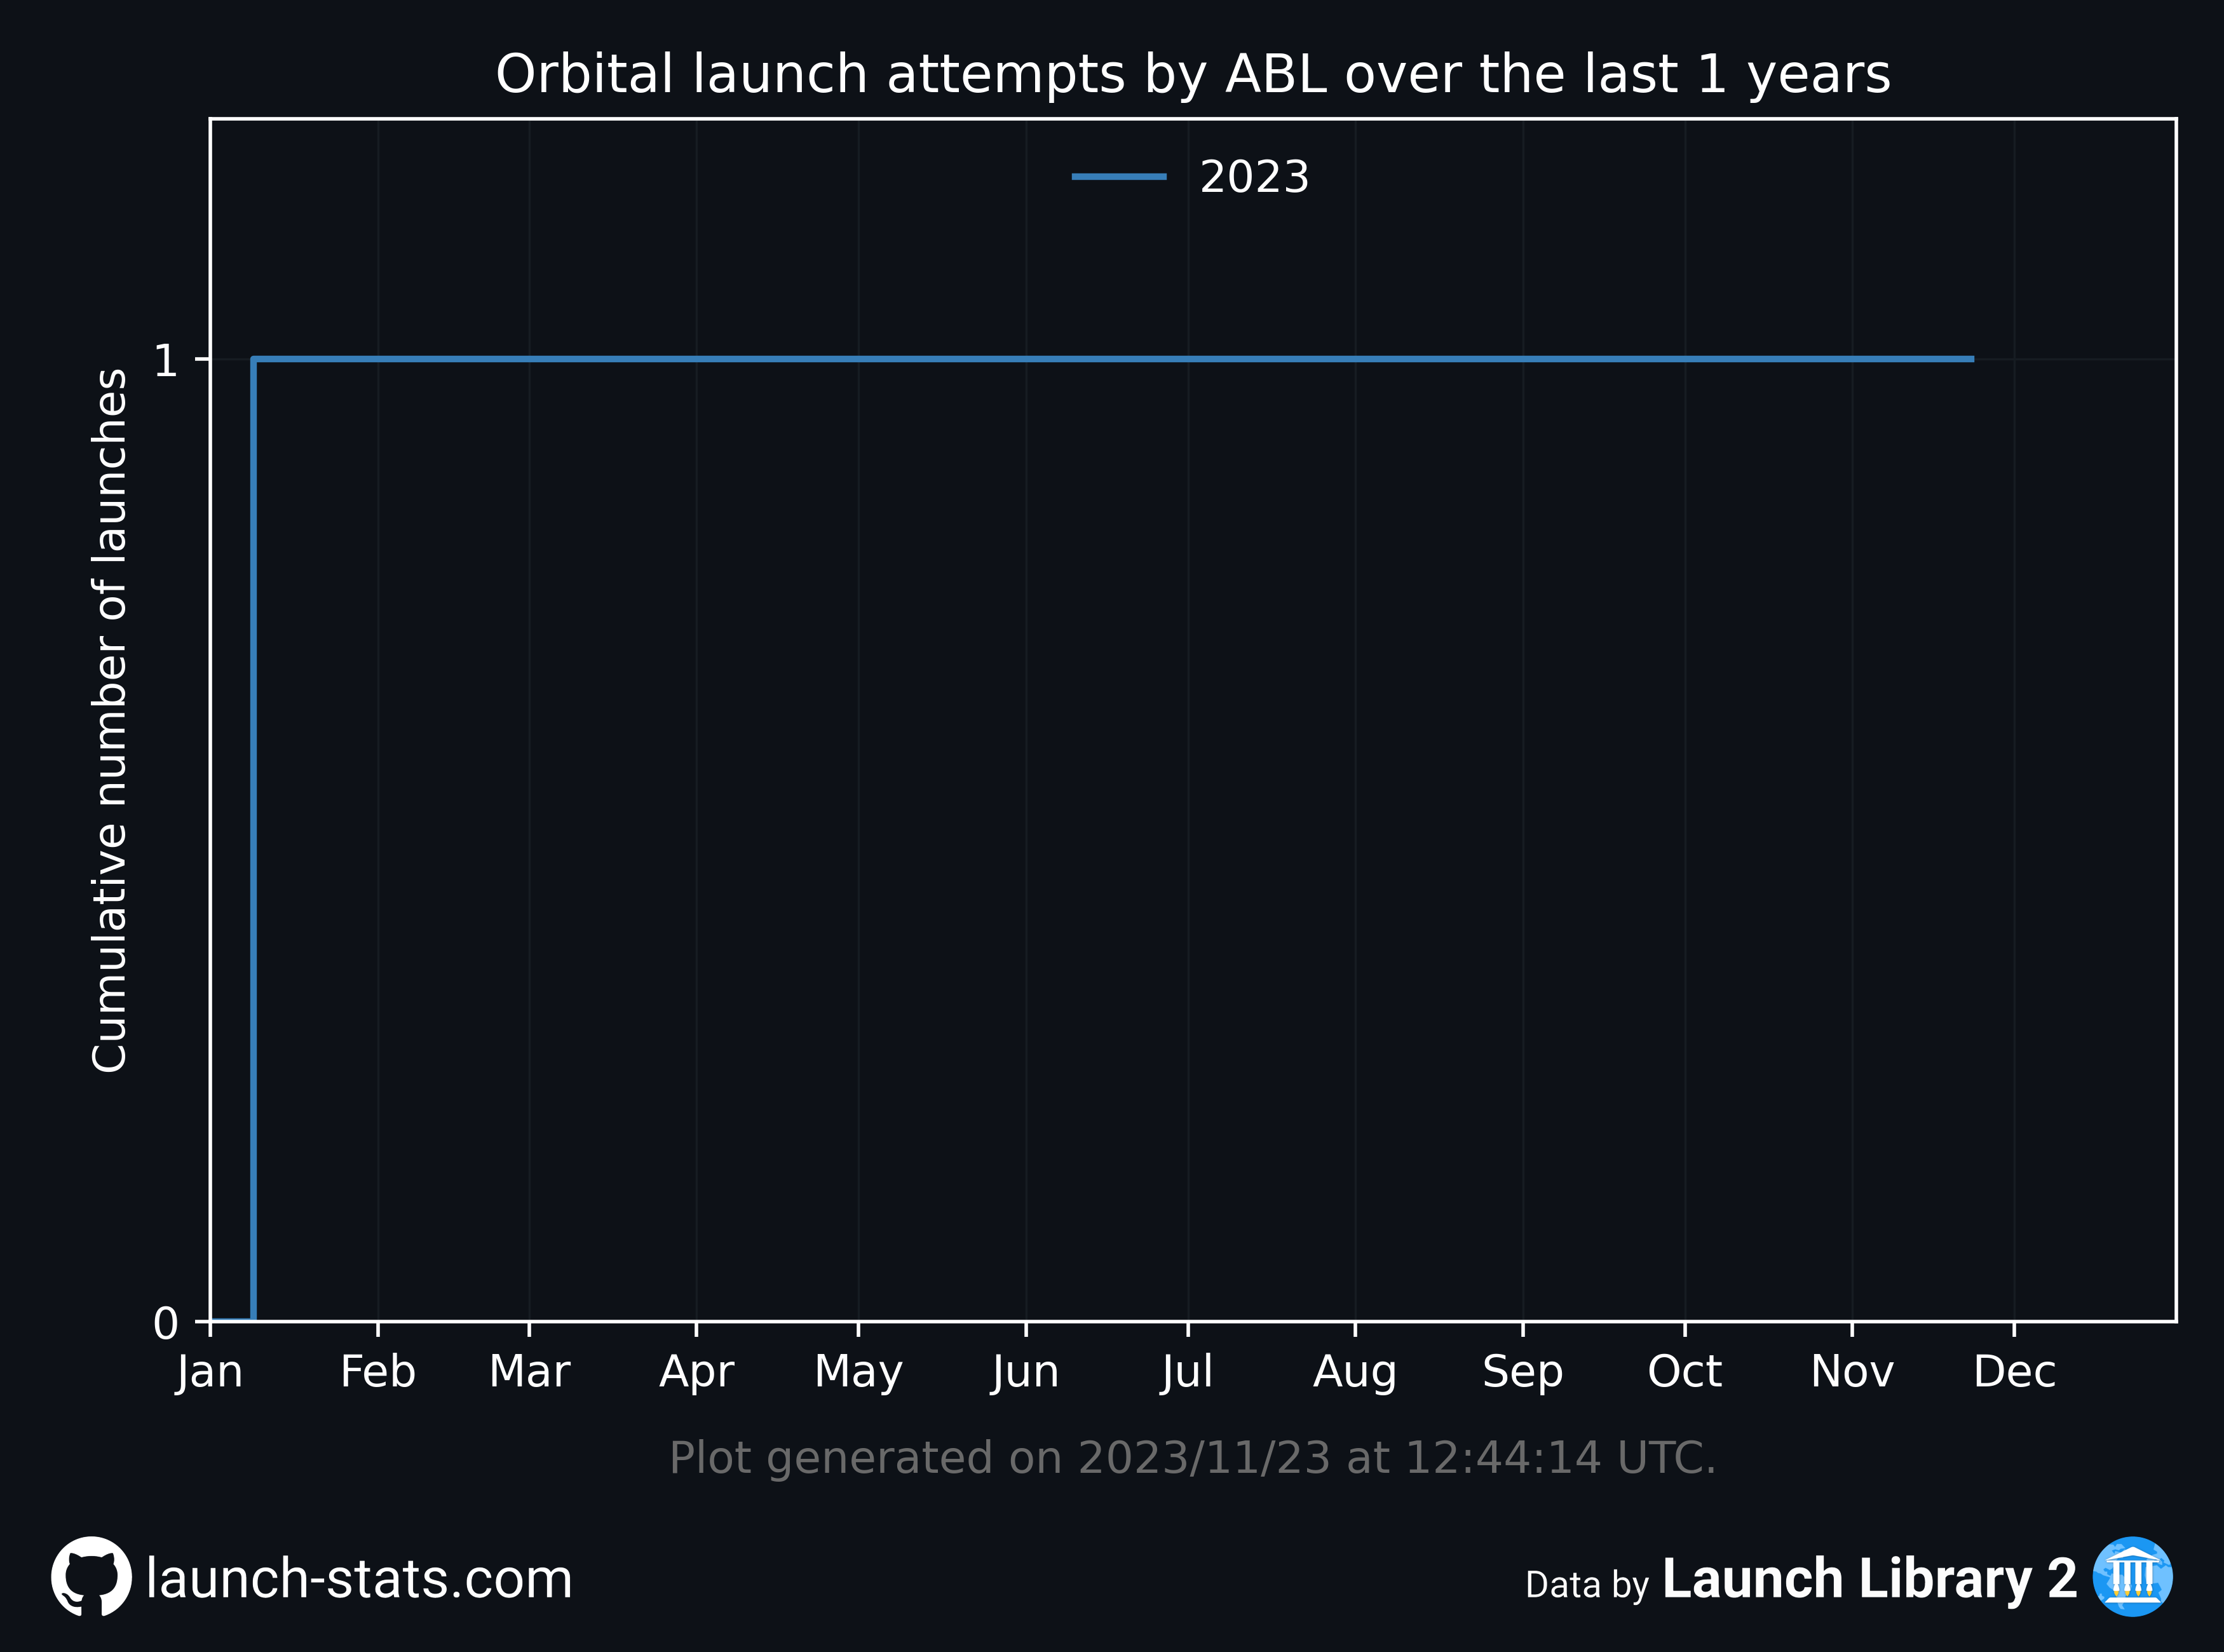 Orbital launch attempts by ABL over the last 1 years
2023
Cumulative number of launches
1
0
Jan Feb Mar Apr May Jun Jul Aug Sep Oct Nov Dec
Plot generated on 2023/11/23 at 12:44:14 UTC.
launch-stats.com
Data by Launch Library 2